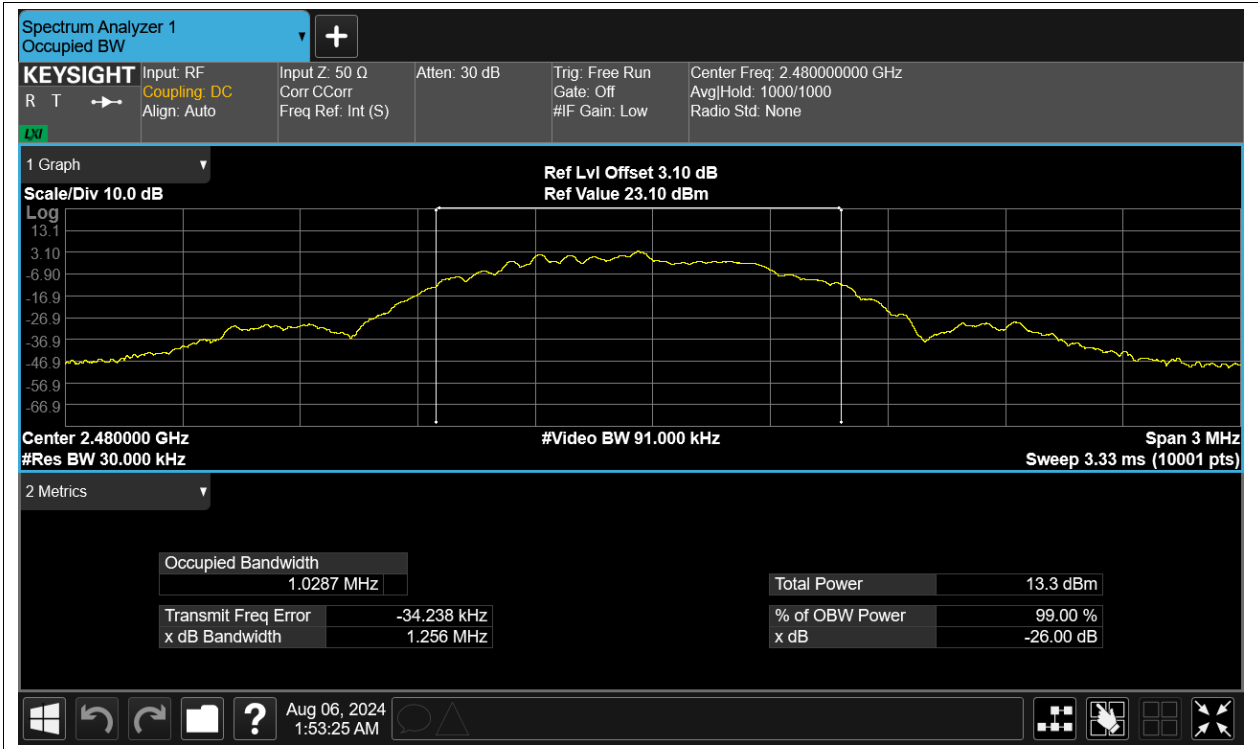 Spectrum Analyzer 1
Occupied BW
KEYSIGHT
R T
LXI
Input: RF
Coupling: DC
Align: Auto
Input Z: 50 Ω
Corr CCorr
Freq Ref: Int (S)
Atten: 30 dB
Trig: Free Run
Gate: Off
#IF Gain: Low
Center Freq: 2.480000000 GHz
Avg|Hold: 1000/1000
Radio Std: None
1 Graph
Scale/Div 10.0 dB
Ref Lvl Offset 3.10 dB
Ref Value 23.10 dBm
Log
13.1
3.10
-6.90
-16.9
-26.9
-36.9
-46.9
-56.9
-66.9
Center 2.480000 GHz
#Res BW 30.000 kHz
#Video BW 91.000 kHz
Span 3 MHz
Sweep 3.33 ms (10001 pts)
2 Metrics
Occupied Bandwidth
1.0287 MHz
Transmit Freq Error -34.238 kHz
x dB Bandwidth 1.256 MHz
Total Power 13.3 dBm
% of OBW Power 99.00 %
x dB -26.00 dB
?
Aug 06, 2024
1:53:25 AM